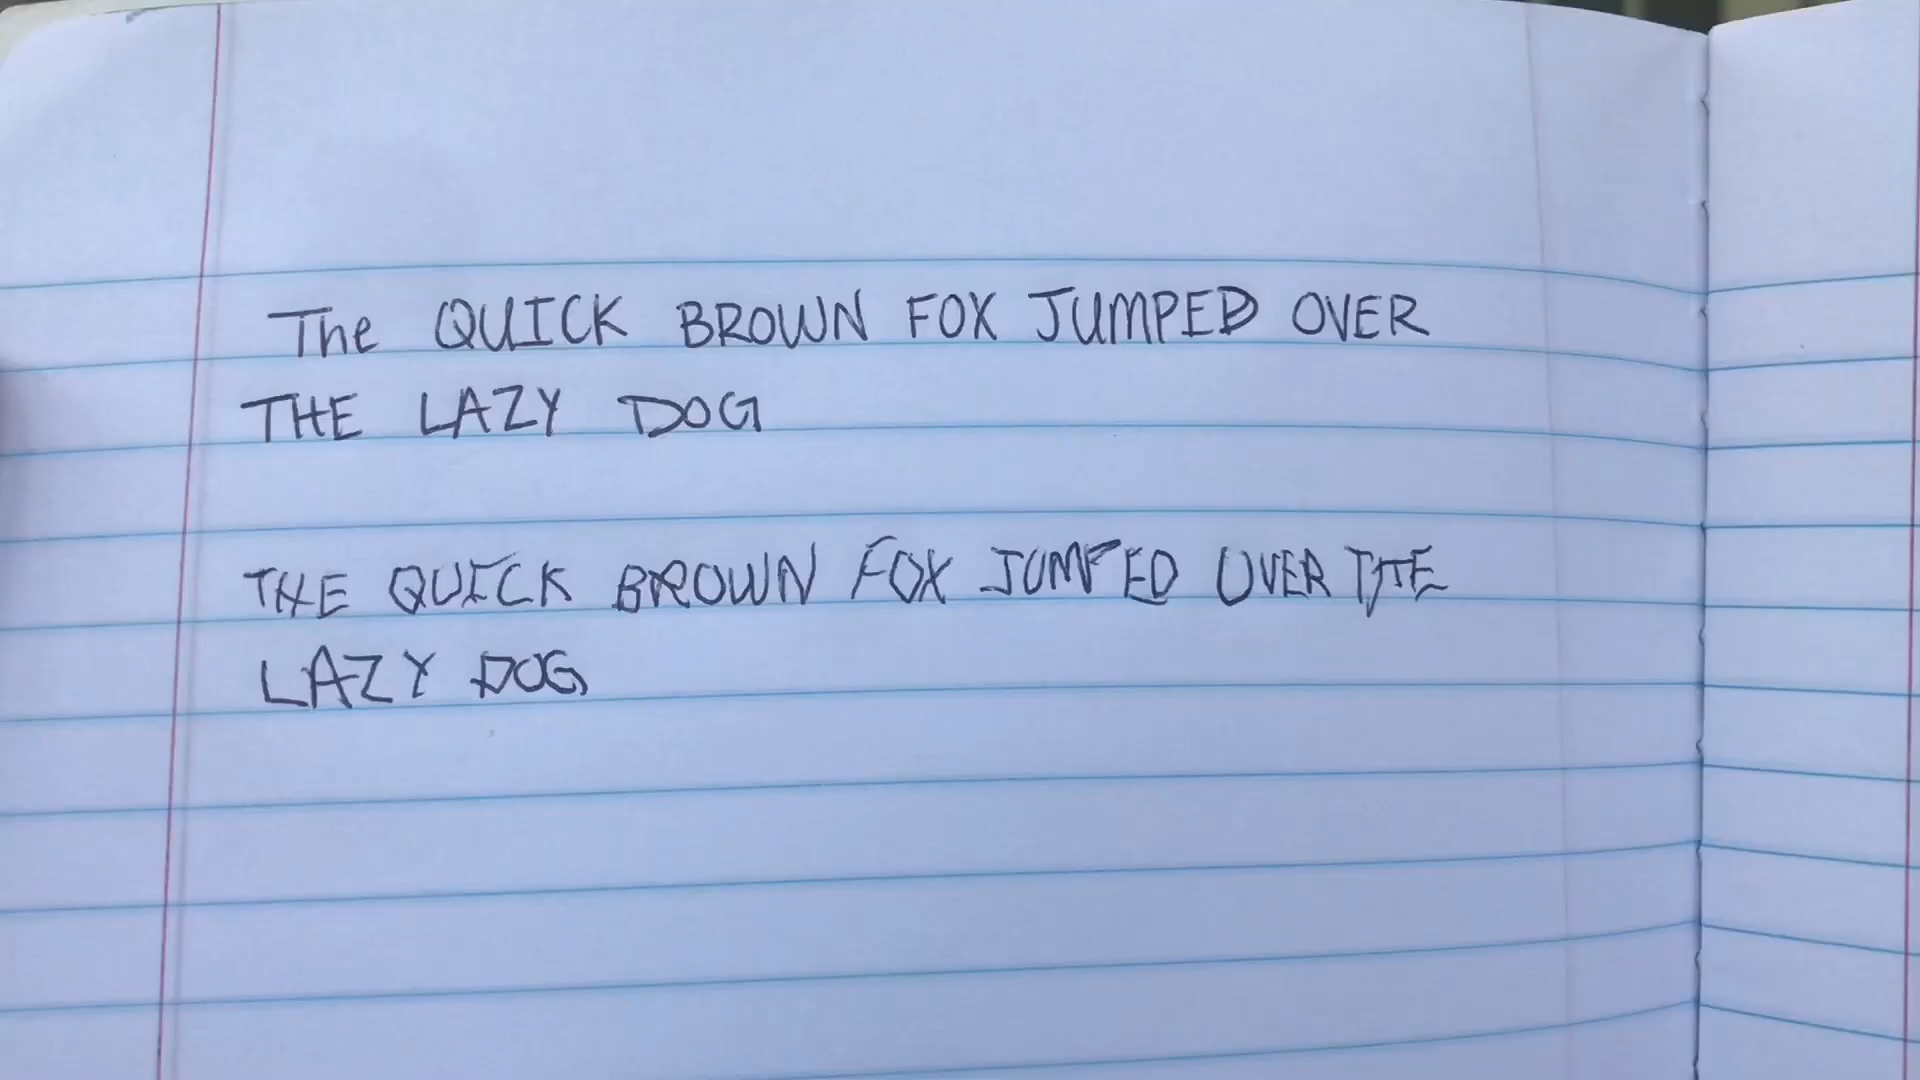 The QUICK BROWN FOX JUMPED OVER
THE LAZY DOG
THE QUICK BROWN FOX JUMPED OVER THE
LAZY DOG